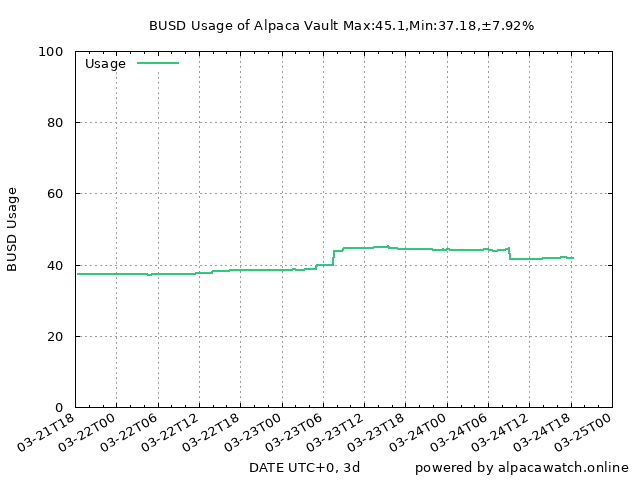 BUSD Usage of Alpaca Vault Max:45.1,Min:37.18,±7.92%
Usage
BUSD Usage
100
80
60
40
20
0
03-21T18
03-22T00
03-22T06
03-22T12
03-22T18
03-23T00
03-23T06
03-23T12
03-23T18
03-24T00
03-24T06
03-24T12
03-24T18
03-25T00
DATE UTC+0, 3d
powered by alpacawatch.online